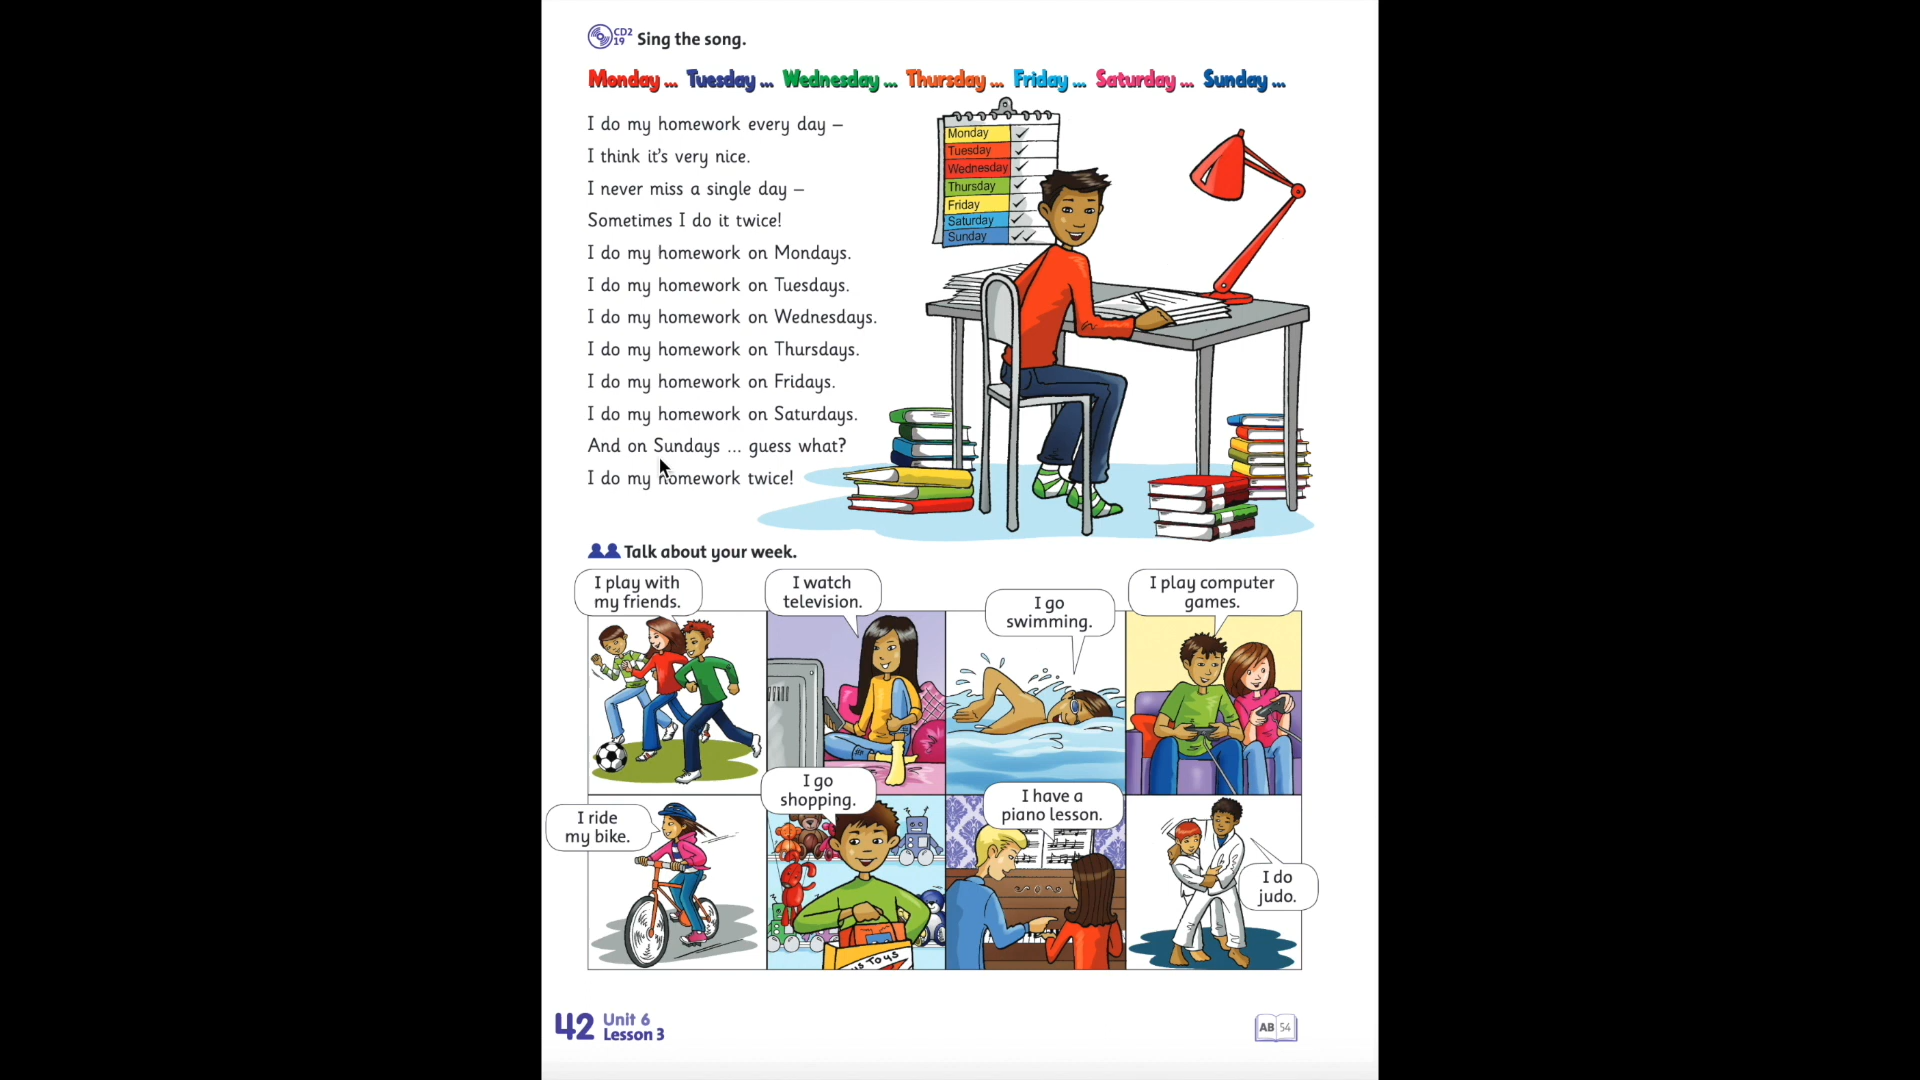 CD2
19
Sing the song.
Monday ... Tuesday ... Wednesday ... Thursday ... Friday ... Saturday ... Sunday ...
I do my homework every day –
I think it's very nice.
I never miss a single day –
Sometimes I do it twice!
I do my homework on Mondays.
I do my homework on Tuesdays.
I do my homework on Wednesdays.
I do my homework on Thursdays.
I do my homework on Fridays.
I do my homework on Saturdays.
And on Sundays ... guess what?
I do my homework twice!
Monday
Tuesday
Wednesday
Thursday
Friday
Saturday
Sunday
Talk about your week.
I play with
my friends.
I watch
television.
I go
swimming.
I play computer
games.
I ride
my bike.
I go
shopping.
I have a
piano lesson.
I do
judo.
us Toys
42
Unit 6
Lesson 3
AB 54